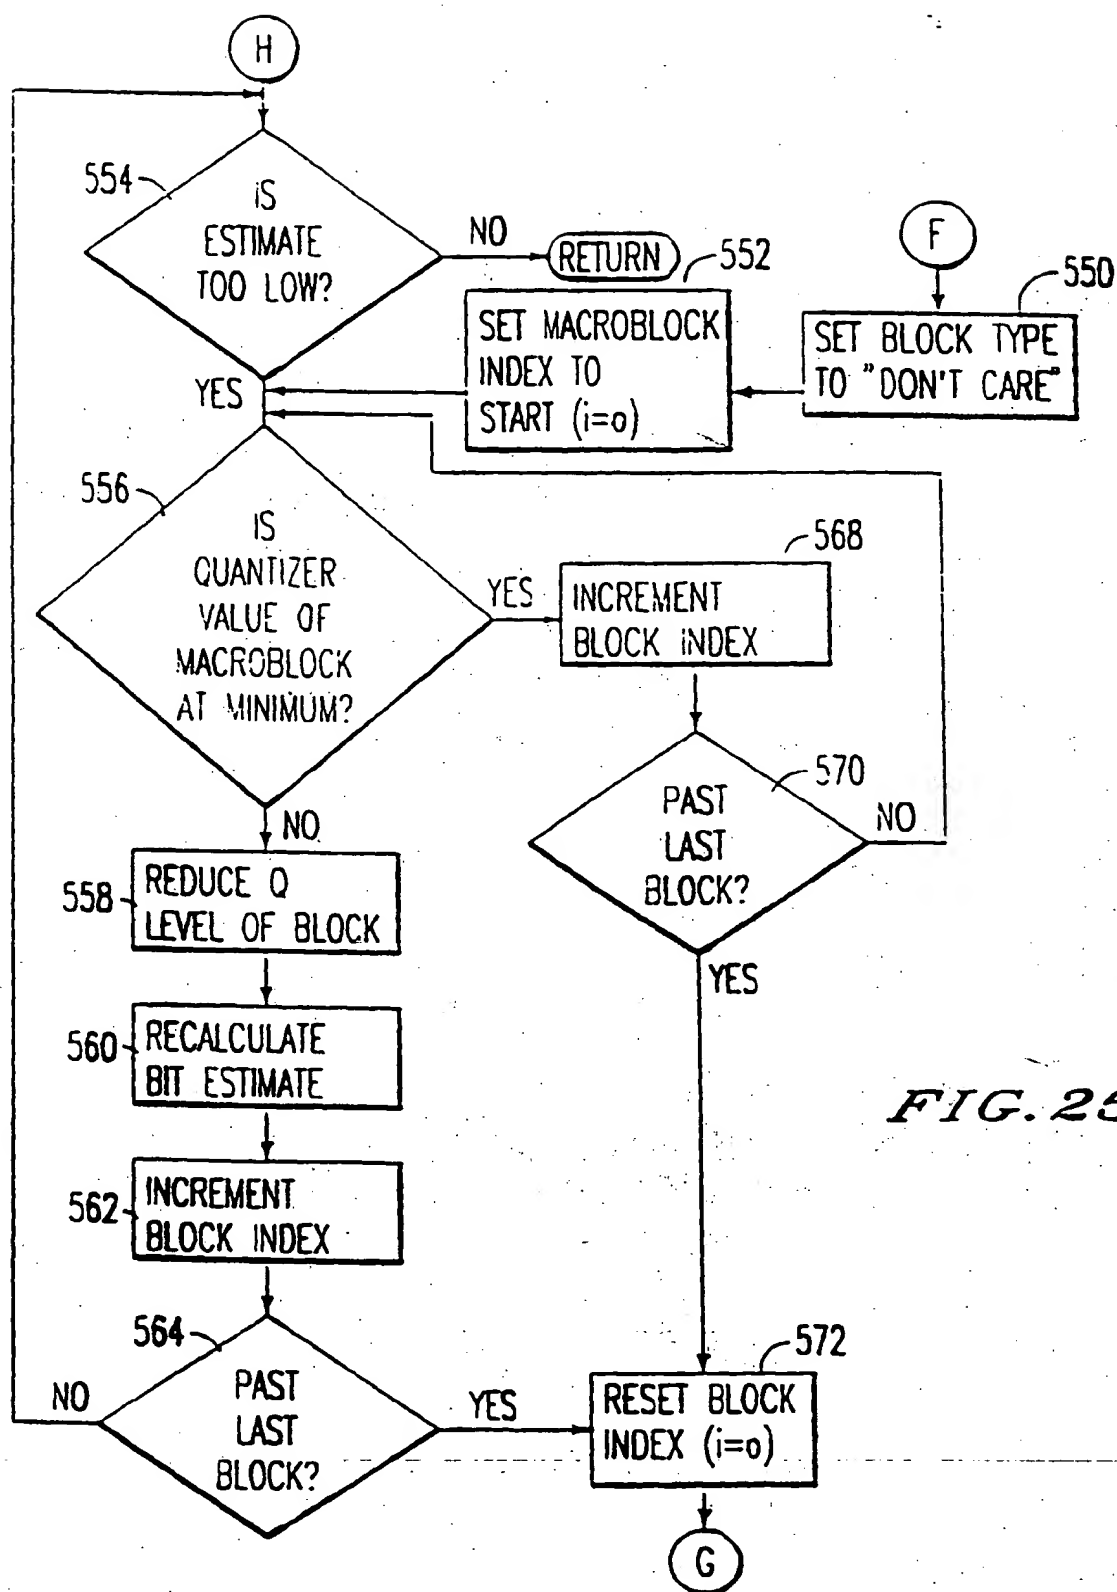 H
554
IS
ESTIMATE
TOO LOW?
NO
RETURN
YES
F
550
SET BLOCK TYPE
TO "DON'T CARE"
552
SET MACROBLOCK
INDEX TO
START (i=o)
556
IS
QUANTIZER
VALUE OF
MACROBLOCK
AT MINIMUM?
YES
568
INCREMENT
BLOCK INDEX
570
PAST
LAST
BLOCK?
NO
YES
NO
558
REDUCE Q
LEVEL OF BLOCK
560
RECALCULATE
BIT ESTIMATE
562
INCREMENT
BLOCK INDEX
564
PAST
LAST
BLOCK?
NO
YES
572
RESET BLOCK
INDEX (i=o)
G
FIG. 25